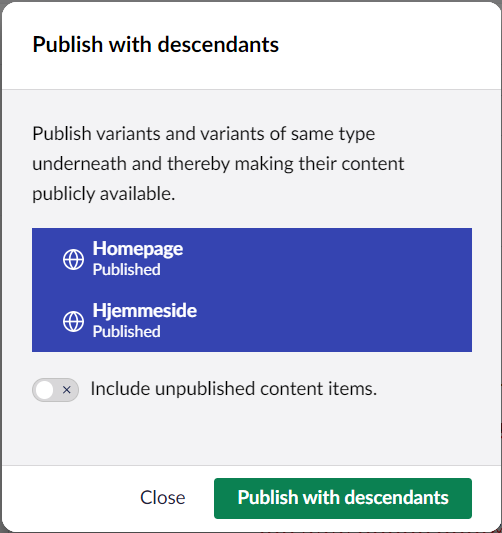 Publish with descendants
Publish variants and variants of same type
underneath and thereby making their content
publicly available.
Homepage
Published
Hjemmeside
Published
Include unpublished content items.
Close
Publish with descendants